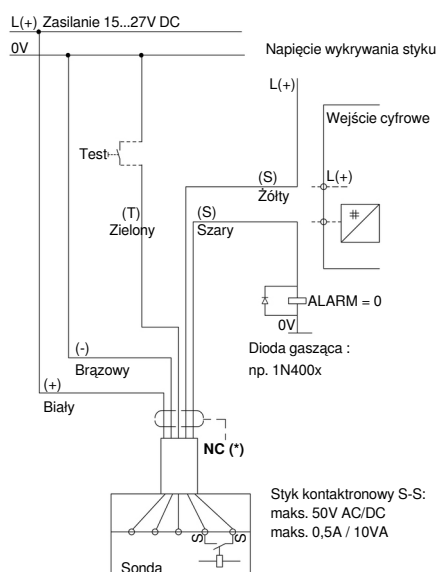 L(+) Zasilanie 15...27V DC
0V
Napięcie wykrywania styku
L(+)
Wejście cyfrowe
Test
(S)
Żółty
L(+)
(T)
Zielony
(S)
Szary
#
ALARM = 0
0V
Dioda gasząca :
np. 1N400x
(-)
Brązowy
(+)
Biały
NC (*)
Styk kontaktronowy S-S:
maks. 50V AC/DC
maks. 0,5A / 10VA
S
S
Sonda